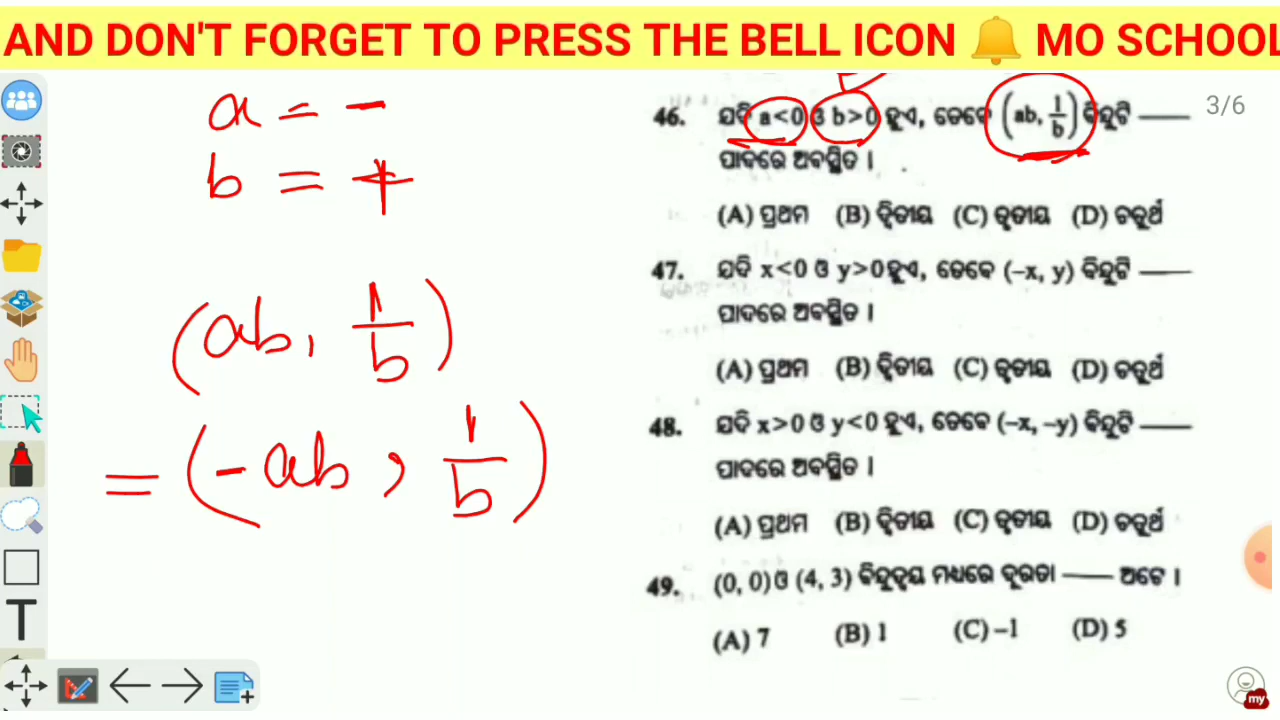 AND DON'T FORGET TO PRESS THE BELL ICON 🔔 MO SCHOOL
3/6
a = -
b = +
(ab, 1/b)
= (-ab, 1/b)
46. ଯଦି a<0 ଓ b>0 ହୁଏ, ତେବେ (ab, 1/b) ବିନ୍ଦୁଟି ——
ପାଦରେ ଅବସ୍ଥିତ ।
(A) ପ୍ରଥମ (B) ଦ୍ୱିତୀୟ (C) ତୃତୀୟ (D) ଚତୁର୍ଥ
47. ଯଦି x<0 ଓ y>0 ହୁଏ, ତେବେ (–x, y) ବିନ୍ଦୁଟି ——
ପାଦରେ ଅବସ୍ଥିତ ।
(A) ପ୍ରଥମ (B) ଦ୍ୱିତୀୟ (C) ତୃତୀୟ (D) ଚତୁର୍ଥ
48. ଯଦି x>0 ଓ y<0 ହୁଏ, ତେବେ (–x, –y) ବିନ୍ଦୁଟି ——
ପାଦରେ ଅବସ୍ଥିତ ।
(A) ପ୍ରଥମ (B) ଦ୍ୱିତୀୟ (C) ତୃତୀୟ (D) ଚତୁର୍ଥ
49. (0, 0) ଓ (4, 3) ବିନ୍ଦୁଦ୍ୱୟ ମଧ୍ୟରେ ଦୂରତା —— ଅଟେ ।
(A) 7 (B) 1 (C) –1 (D) 5
T
my